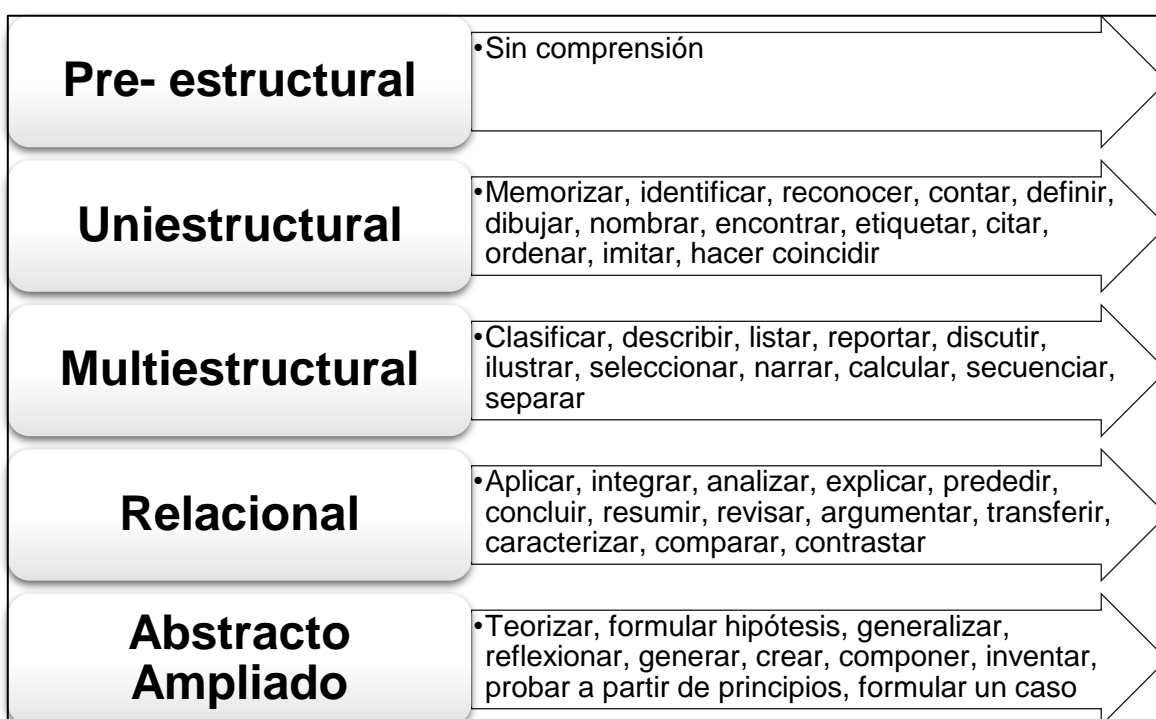 Pre- estructural
•Sin comprensión
Uniestructural
•Memorizar, identificar, reconocer, contar, definir,
dibujar, nombrar, encontrar, etiquetar, citar,
ordenar, imitar, hacer coincidir
Multiestructural
•Clasificar, describir, listar, reportar, discutir,
ilustrar, seleccionar, narrar, calcular, secuenciar,
separar
Relacional
•Aplicar, integrar, analizar, explicar, prededir,
concluir, resumir, revisar, argumentar, transferir,
caracterizar, comparar, contrastar
Abstracto
Ampliado
•Teorizar, formular hipótesis, generalizar,
reflexionar, generar, crear, componer, inventar,
probar a partir de principios, formular un caso